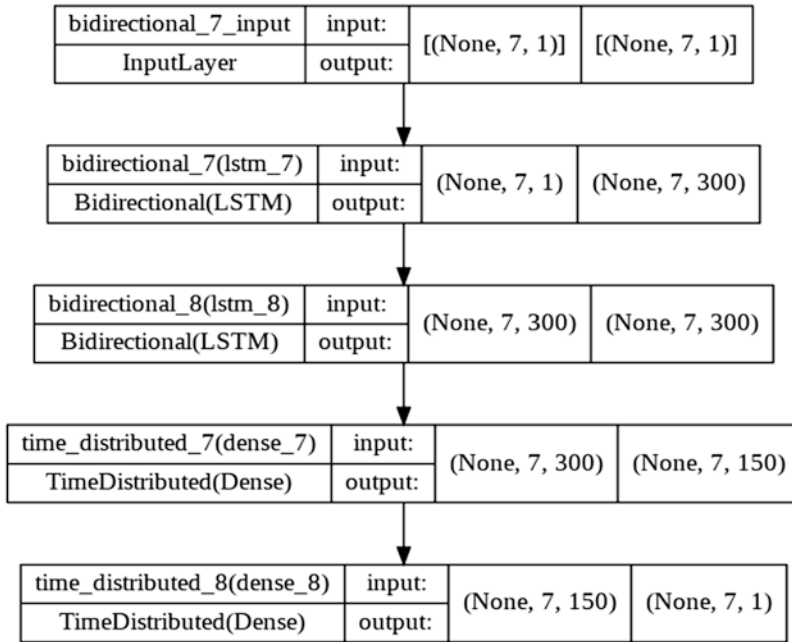 bidirectional_7_input input: [(None, 7, 1)] [(None, 7, 1)]
InputLayer output:
bidirectional_7(lstm_7) input: (None, 7, 1) (None, 7, 300)
Bidirectional(LSTM) output:
bidirectional_8(lstm_8) input: (None, 7, 300) (None, 7, 300)
Bidirectional(LSTM) output:
time_distributed_7(dense_7) input: (None, 7, 300) (None, 7, 150)
TimeDistributed(Dense) output:
time_distributed_8(dense_8) input: (None, 7, 150) (None, 7, 1)
TimeDistributed(Dense) output: